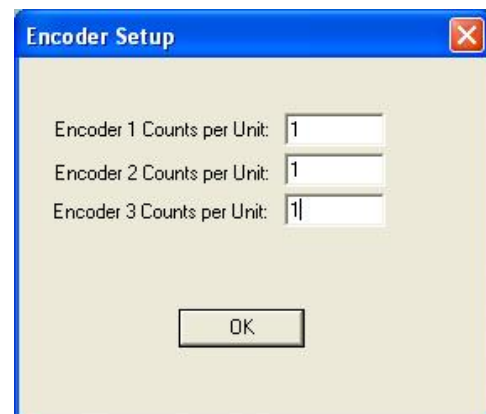 Encoder Setup
Encoder 1 Counts per Unit: 1
Encoder 2 Counts per Unit: 1
Encoder 3 Counts per Unit: 1
OK